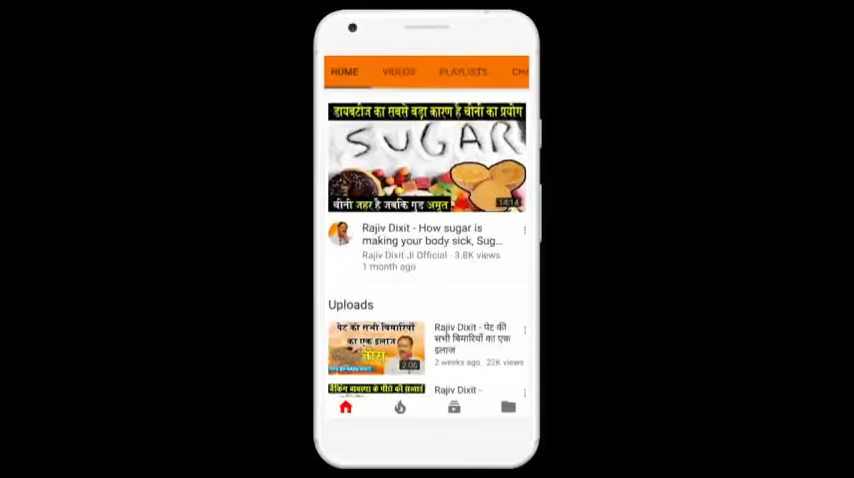 HOME VIDEOS PLAYLISTS CHA
डायबटीज का सबसे बड़ा कारण है चीनी का प्रयोग
SUGAR
चीनी जहर है जबकि गुड़ अमृत
14:14
Rajiv Dixit - How sugar is
making your body sick, Sug...
Rajiv Dixit Ji Official · 3.8K views
1 month ago
Uploads
पेट की सभी बिमारियों
का एक इलाज
जीरा
2:06
Rajiv Dixit - पेट की
सभी बिमारियों का एक
इलाज
2 weeks ago 22K views
Rajiv Dixit -